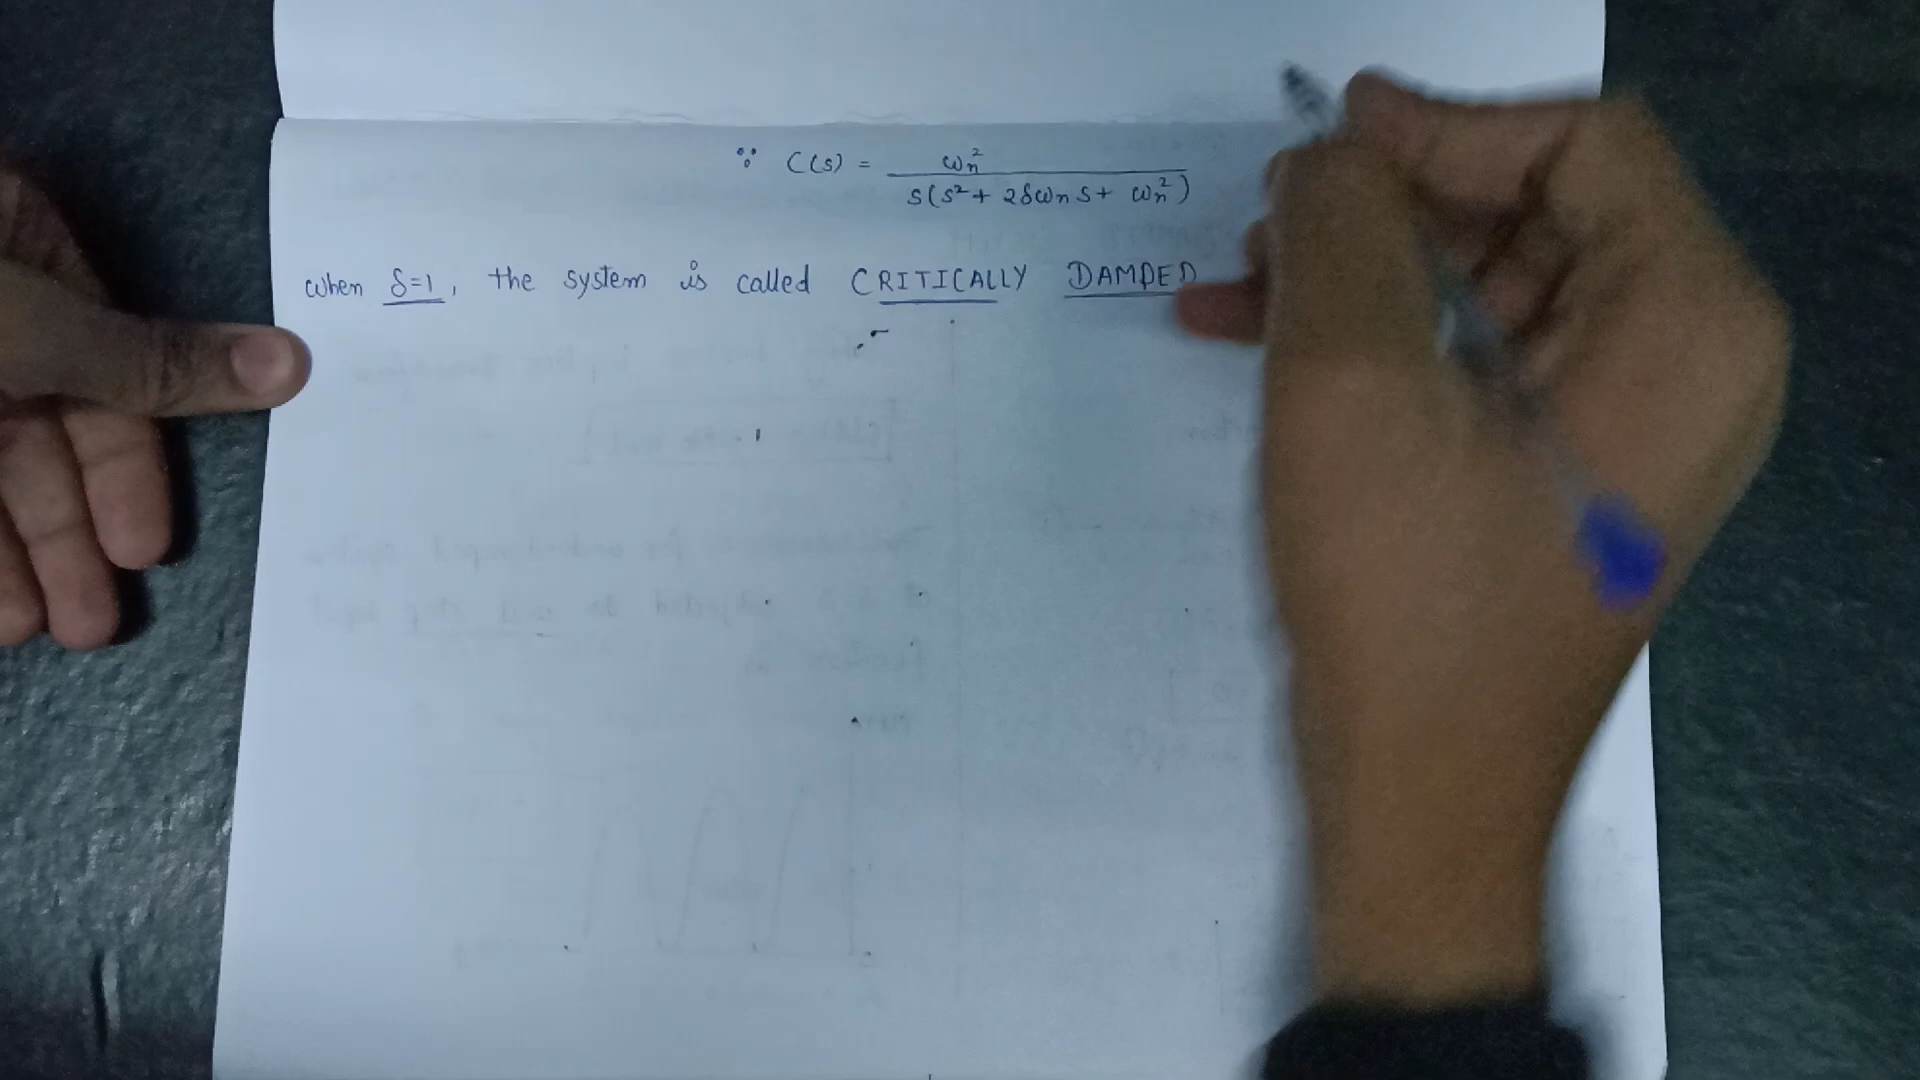 ∵ C(s) = ωn² / s(s² + 2δωn s + ωn²)
when δ=1, the system is called CRITICALLY DAMPED